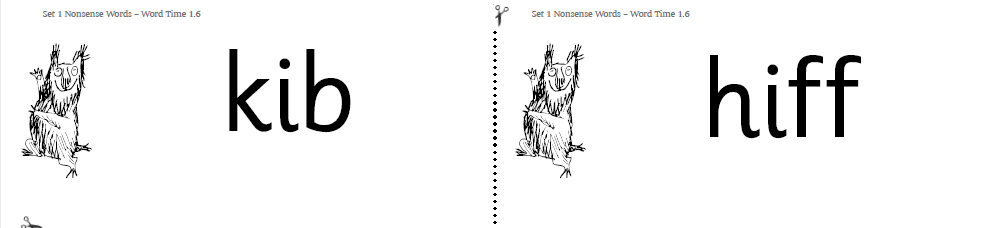 Set 1 Nonsense Words – Word Time 1.6
kib
Set 1 Nonsense Words – Word Time 1.6
hiff